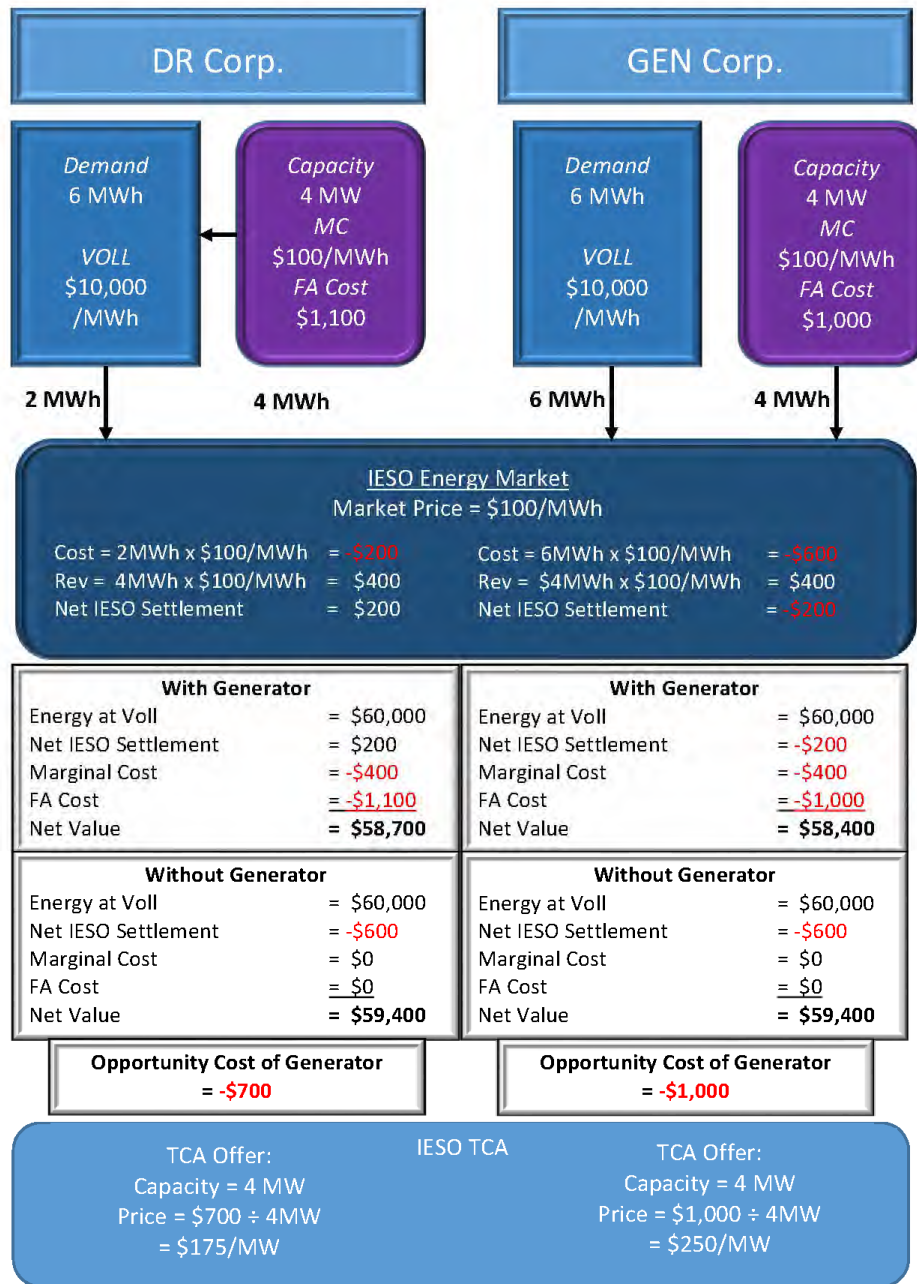 DR Corp.
GEN Corp.
Demand
6 MWh
VOLL
$10,000
/MWh
Capacity
4 MW
MC
$100/MWh
FA Cost
$1,100
Demand
6 MWh
VOLL
$10,000
/MWh
Capacity
4 MW
MC
$100/MWh
FA Cost
$1,000
2 MWh
4 MWh
6 MWh
4 MWh
IESO Energy Market
Market Price = $100/MWh
Cost = 2MWh x $100/MWh = -$200
Rev = 4MWh x $100/MWh = $400
Net IESO Settlement = $200
Cost = 6MWh x $100/MWh = -$600
Rev = $4MWh x $100/MWh = $400
Net IESO Settlement = -$200
With Generator
Energy at Voll = $60,000
Net IESO Settlement = $200
Marginal Cost = -$400
FA Cost = -$1,100
Net Value = $58,700
With Generator
Energy at Voll = $60,000
Net IESO Settlement = -$200
Marginal Cost = -$400
FA Cost = -$1,000
Net Value = $58,400
Without Generator
Energy at Voll = $60,000
Net IESO Settlement = -$600
Marginal Cost = $0
FA Cost = $0
Net Value = $59,400
Without Generator
Energy at Voll = $60,000
Net IESO Settlement = -$600
Marginal Cost = $0
FA Cost = $0
Net Value = $59,400
Opportunity Cost of Generator
= -$700
Opportunity Cost of Generator
= -$1,000
IESO TCA
TCA Offer:
Capacity = 4 MW
Price = $700 ÷ 4MW
= $175/MW
TCA Offer:
Capacity = 4 MW
Price = $1,000 ÷ 4MW
= $250/MW